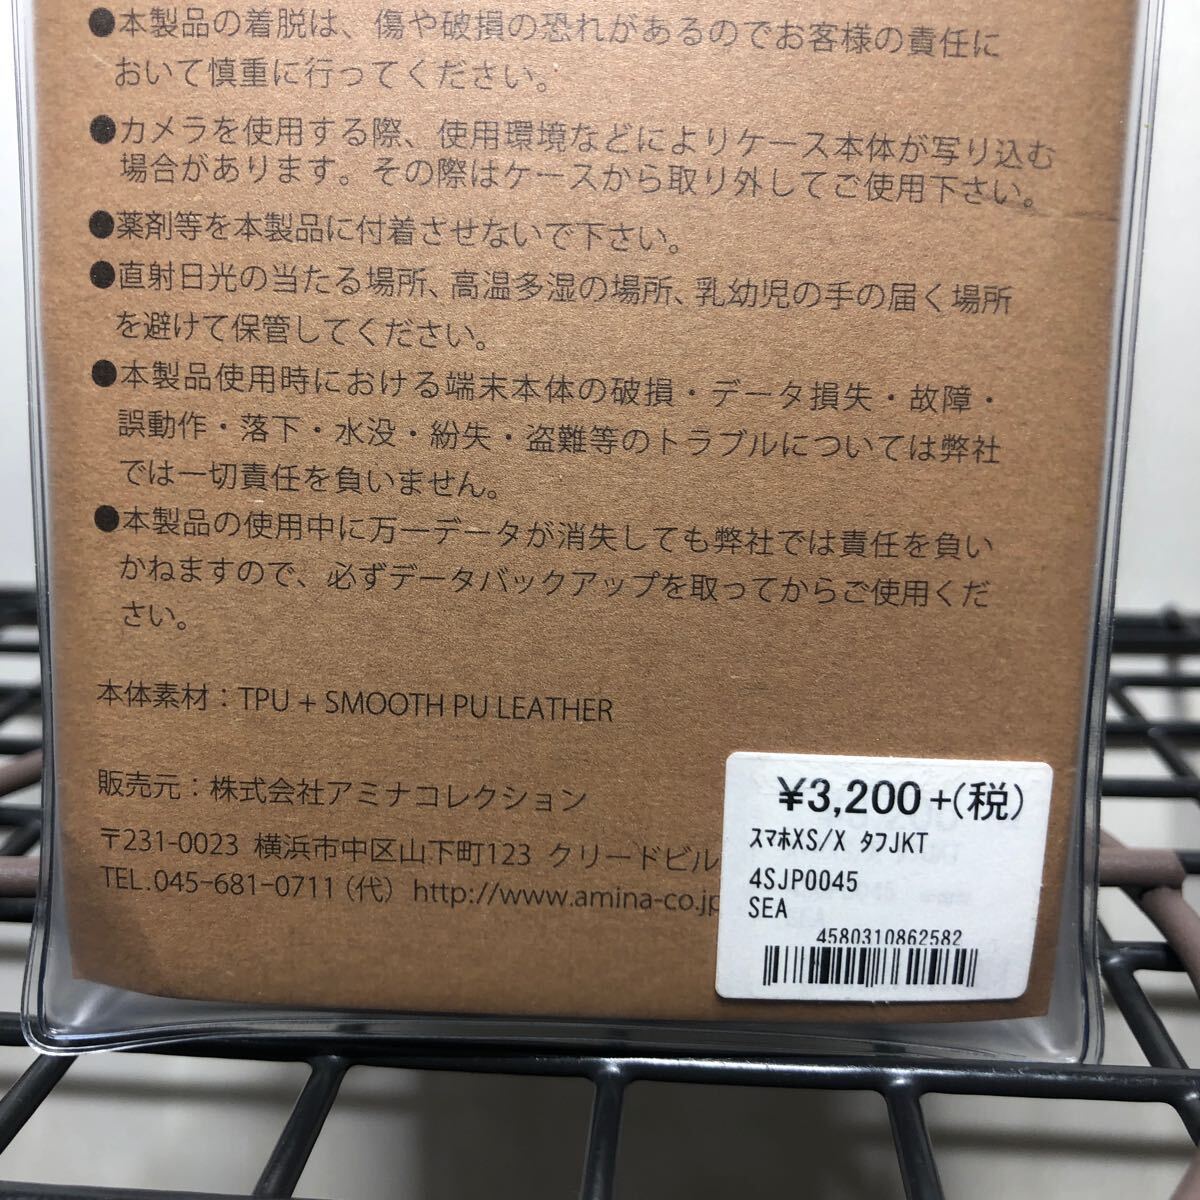 ●本製品の着脱は、傷や破損の恐れがあるのでお客様の責任に
おいて慎重に行ってください。
●カメラを使用する際、使用環境などによりケース本体が写り込む
場合があります。その際はケースから取り外してご使用下さい。
●薬剤等を本製品に付着させないで下さい。
●直射日光の当たる場所、高温多湿の場所、乳幼児の手の届く場所
を避けて保管してください。
●本製品使用時における端末本体の破損・データ損失・故障・
誤動作・落下・水没・紛失・盗難等のトラブルについては弊社
では一切責任を負いません。
●本製品の使用中に万一データが消失しても弊社では責任を負い
かねますので、必ずデータバックアップを取ってからご使用くだ
さい。
本体素材：TPU + SMOOTH PU LEATHER
販売元：株式会社アミナコレクション
〒231-0023 横浜市中区山下町123 クリードビル
TEL.045-681-0711（代）http://www.amina-co.jp
¥3,200+(税)
ｽﾏﾎXS/X ﾀﾌJKT
4SJP0045
SEA
4580310862582